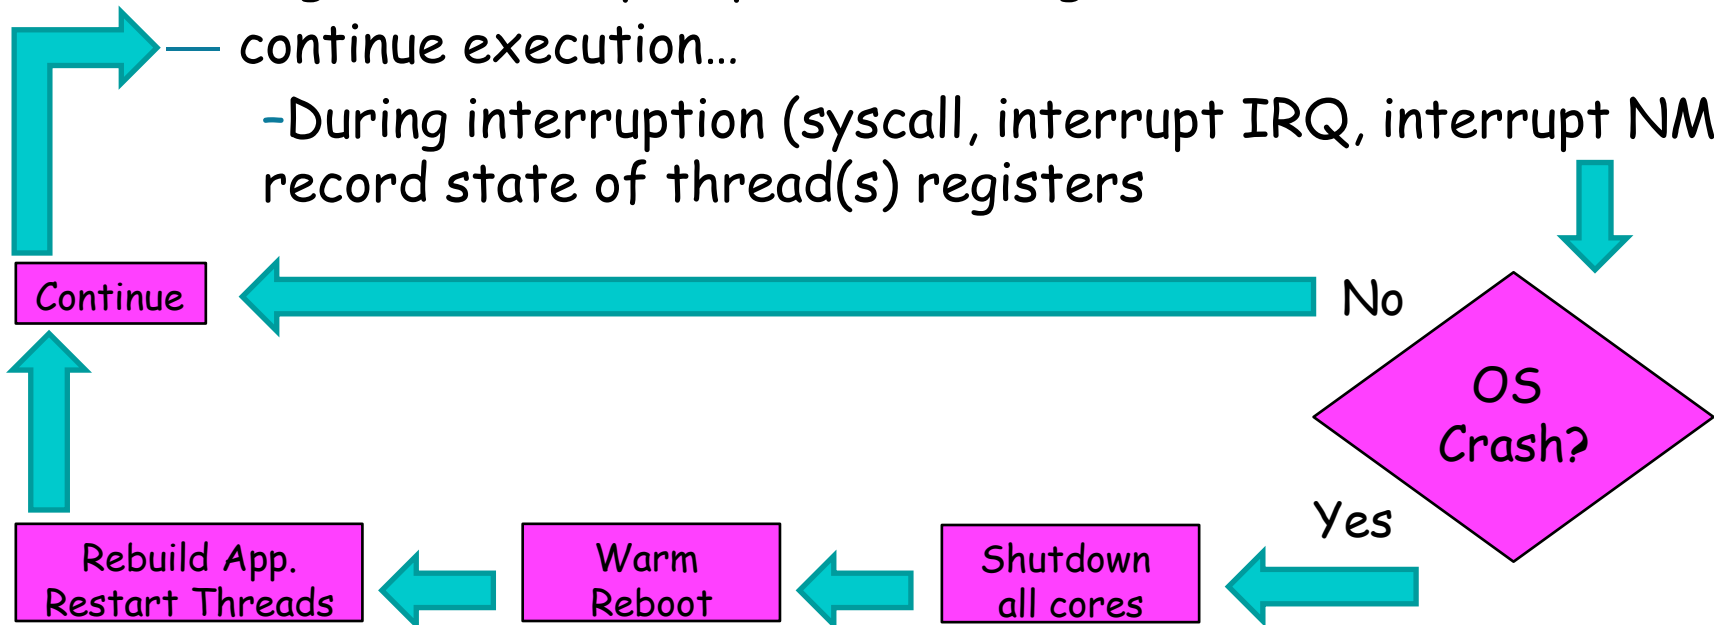 continue execution…
–During interruption (syscall, interrupt IRQ, interrupt NM
record state of thread(s) registers
Continue
No
OS
Crash?
Yes
Rebuild App.
Restart Threads
Warm
Reboot
Shutdown
all cores